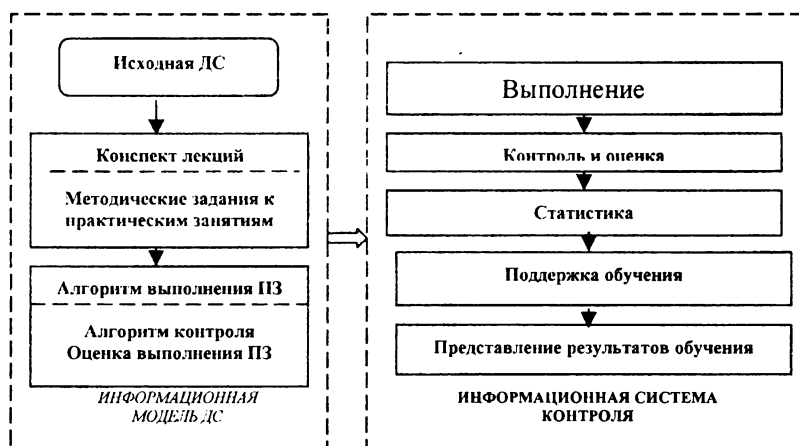 Исходная ДС
Конспект лекций
Методические задания к
практическим занятиям
Алгоритм выполнения ПЗ
Алгоритм контроля
Оценка выполнения ПЗ
ИНФОРМАЦИОННАЯ
МОДЕЛЬ ДС
Выполнение
Контроль и оценка
Статистика
Поддержка обучения
Представление результатов обучения
ИНФОРМАЦИОННАЯ СИСТЕМА
КОНТРОЛЯ